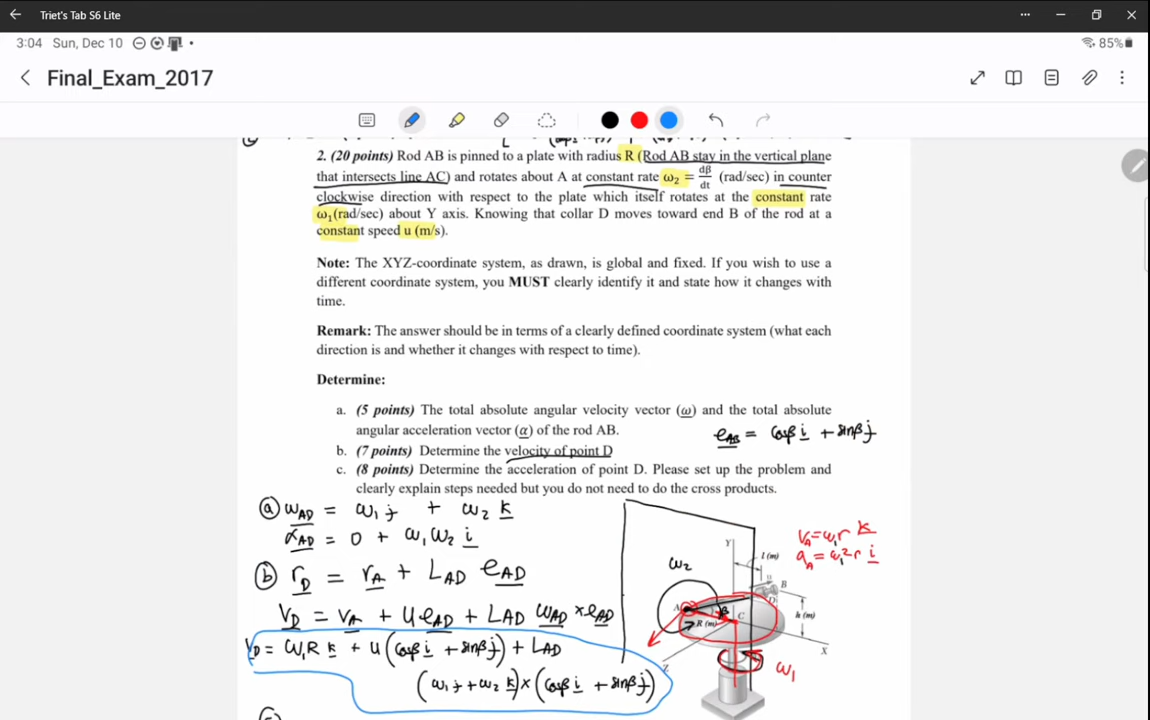 Triet's Tab S6 Lite
3:04 Sun, Dec 10
85%
Final_Exam_2017
2. (20 points) Rod AB is pinned to a plate with radius R (Rod AB stay in the vertical plane
that intersects line AC) and rotates about A at constant rate ω₂ = dβ/dt (rad/sec) in counter
clockwise direction with respect to the plate which itself rotates at the constant rate
ω₁(rad/sec) about Y axis. Knowing that collar D moves toward end B of the rod at a
constant speed u (m/s).
Note: The XYZ-coordinate system, as drawn, is global and fixed. If you wish to use a
different coordinate system, you MUST clearly identify it and state how it changes with
time.
Remark: The answer should be in terms of a clearly defined coordinate system (what each
direction is and whether it changes with respect to time).
Determine:
a. (5 points) The total absolute angular velocity vector (ω) and the total absolute
angular acceleration vector (α) of the rod AB.
e_AB = cosβ i + sinβ j
b. (7 points) Determine the velocity of point D
c. (8 points) Determine the acceleration of point D. Please set up the problem and
clearly explain steps needed but you do not need to do the cross products.
ⓐ ω_AD = ω₁ j + ω₂ k
α_AD = 0 + ω₁ω₂ i
ⓑ r_D = r_A + L_AD e_AD
V_D = V_A + u e_AD + L_AD ω_AD × e_AD
V_D = ω₁R k + u (cosβ i + sinβ j) + L_AD
(ω₁ j + ω₂ k) × (cosβ i + sinβ j)
V_A = ω₁r k
a_A = ω₁²r i
ω₂
Y
l (m)
u
B
D
A
β
C
R (m)
h (m)
X
Z
ω₁